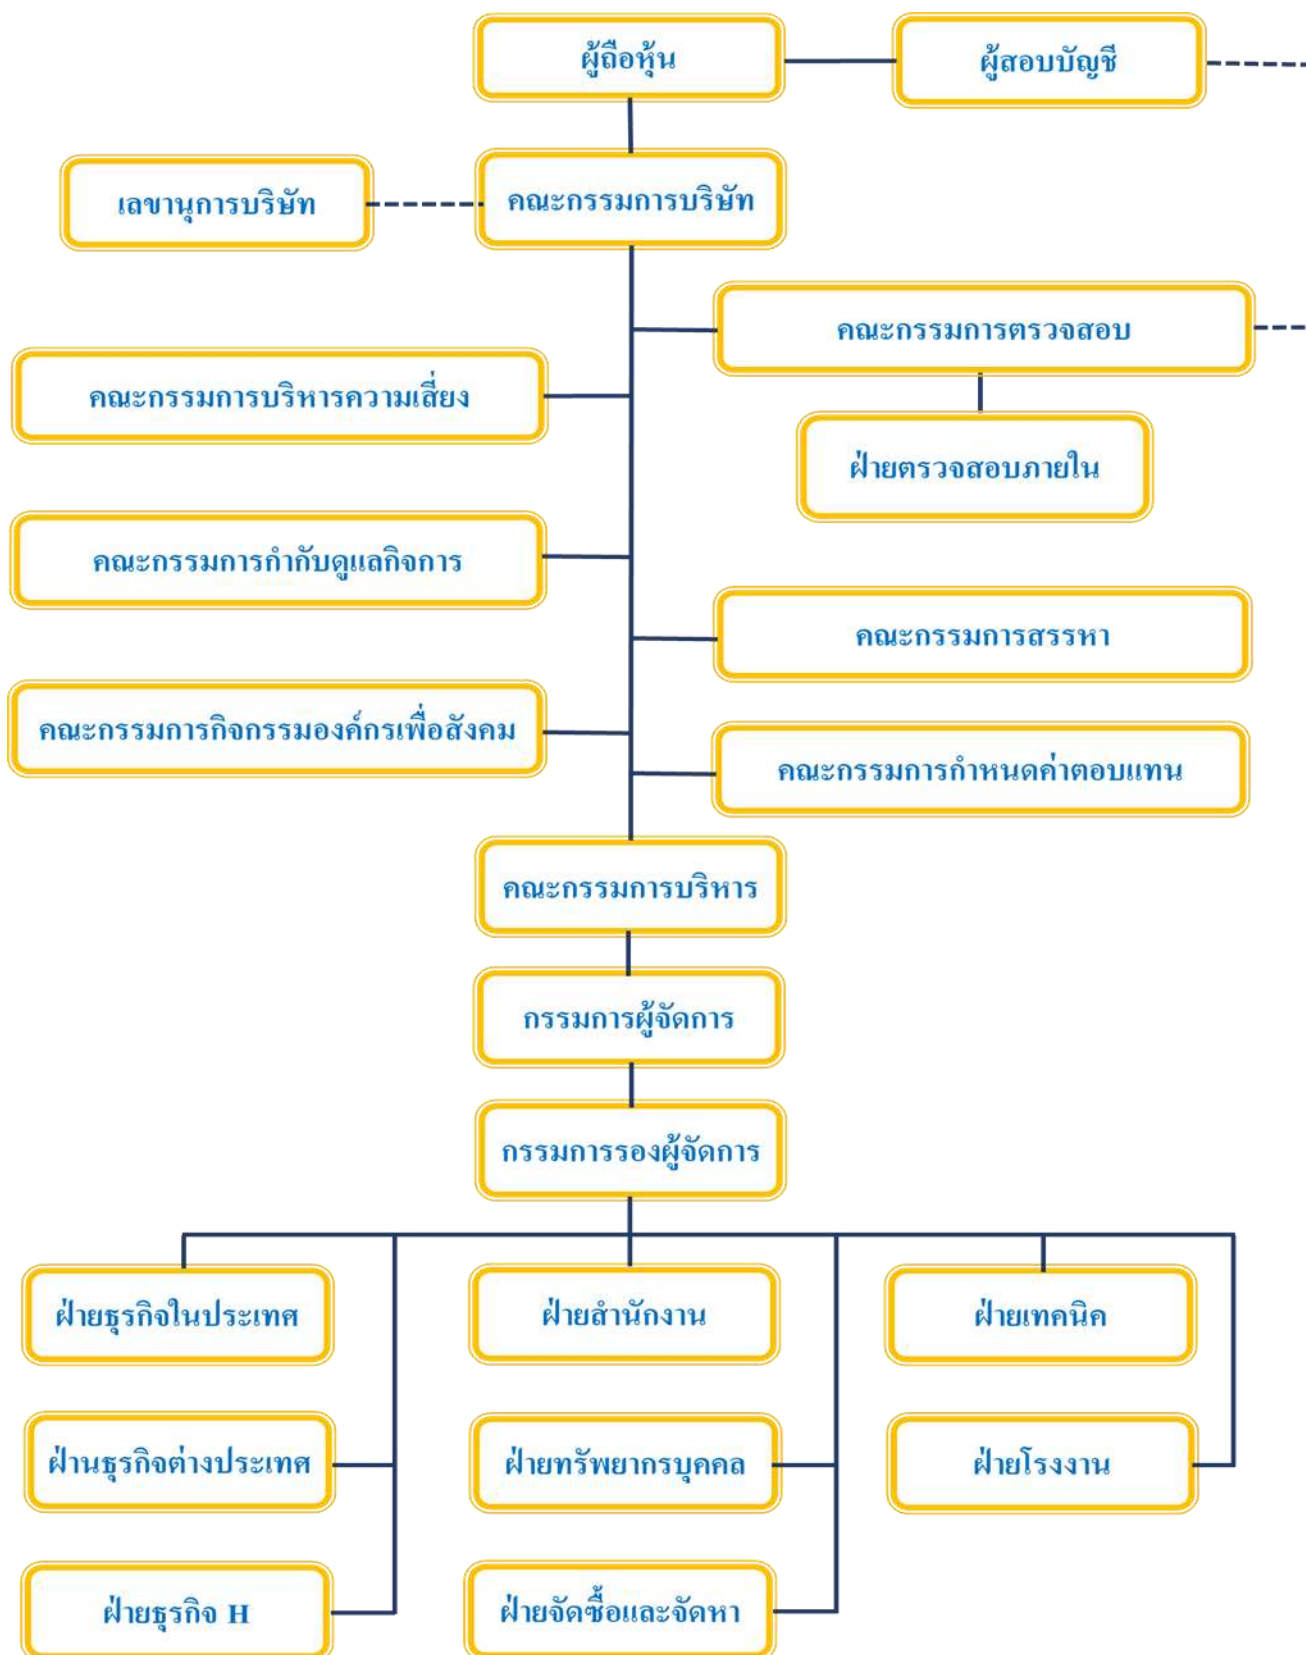 ผู้ถือหุ้น
ผู้สอบบัญชี
เลขานุการบริษัท
คณะกรรมการบริษัท
คณะกรรมการตรวจสอบ
คณะกรรมการบริหารความเสี่ยง
ฝ่ายตรวจสอบภายใน
คณะกรรมการกำกับดูแลกิจการ
คณะกรรมการสรรหา
คณะกรรมการกิจกรรมองค์กรเพื่อสังคม
คณะกรรมการกำหนดค่าตอบแทน
คณะกรรมการบริหาร
กรรมการผู้จัดการ
กรรมการรองผู้จัดการ
ฝ่ายธุรกิจในประเทศ
ฝ่ายสำนักงาน
ฝ่ายเทคนิค
ฝ่านธุรกิจต่างประเทศ
ฝ่ายทรัพยากรบุคคล
ฝ่ายโรงงาน
ฝ่ายธุรกิจ H
ฝ่ายจัดซื้อและจัดหา